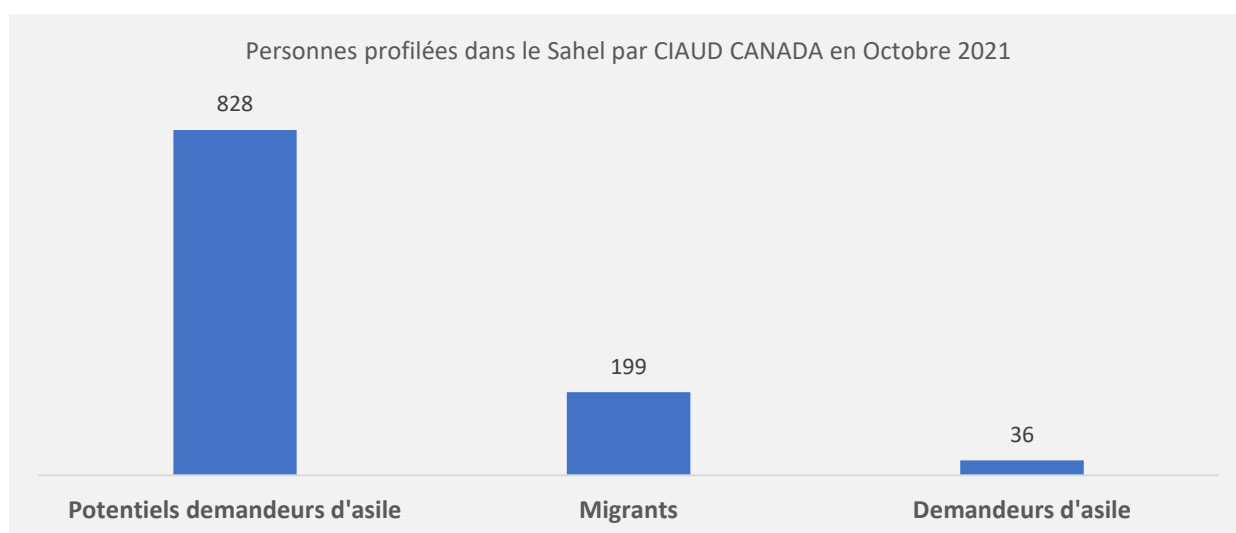 Personnes profilées dans le Sahel par CIAUD CANADA en Octobre 2021
828
199
36
Potentiels demandeurs d'asile
Migrants
Demandeurs d'asile